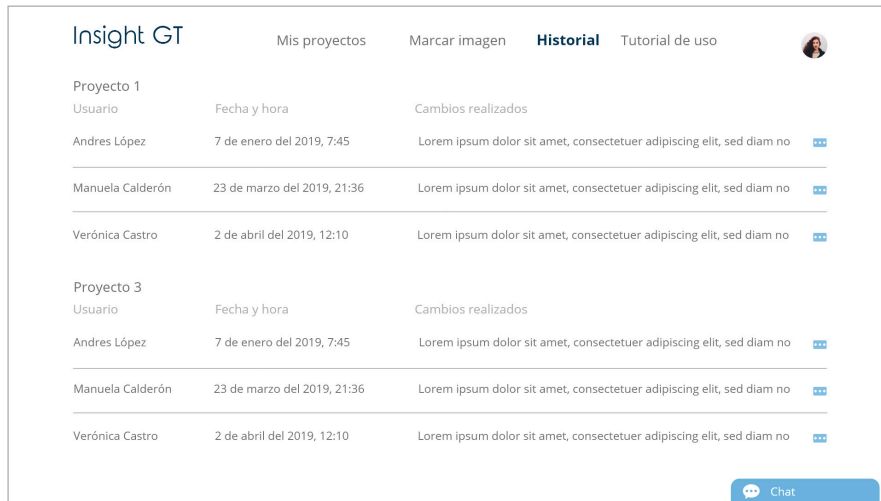 Insight GT
Mis proyectos Marcar imagen Historial Tutorial de uso
Proyecto 1
Usuario Fecha y hora Cambios realizados
Andres López 7 de enero del 2019, 7:45 Lorem ipsum dolor sit amet, consectetuer adipiscing elit, sed diam no
Manuela Calderón 23 de marzo del 2019, 21:36 Lorem ipsum dolor sit amet, consectetuer adipiscing elit, sed diam no
Verónica Castro 2 de abril del 2019, 12:10 Lorem ipsum dolor sit amet, consectetuer adipiscing elit, sed diam no
Proyecto 3
Usuario Fecha y hora Cambios realizados
Andres López 7 de enero del 2019, 7:45 Lorem ipsum dolor sit amet, consectetuer adipiscing elit, sed diam no
Manuela Calderón 23 de marzo del 2019, 21:36 Lorem ipsum dolor sit amet, consectetuer adipiscing elit, sed diam no
Verónica Castro 2 de abril del 2019, 12:10 Lorem ipsum dolor sit amet, consectetuer adipiscing elit, sed diam no
Chat